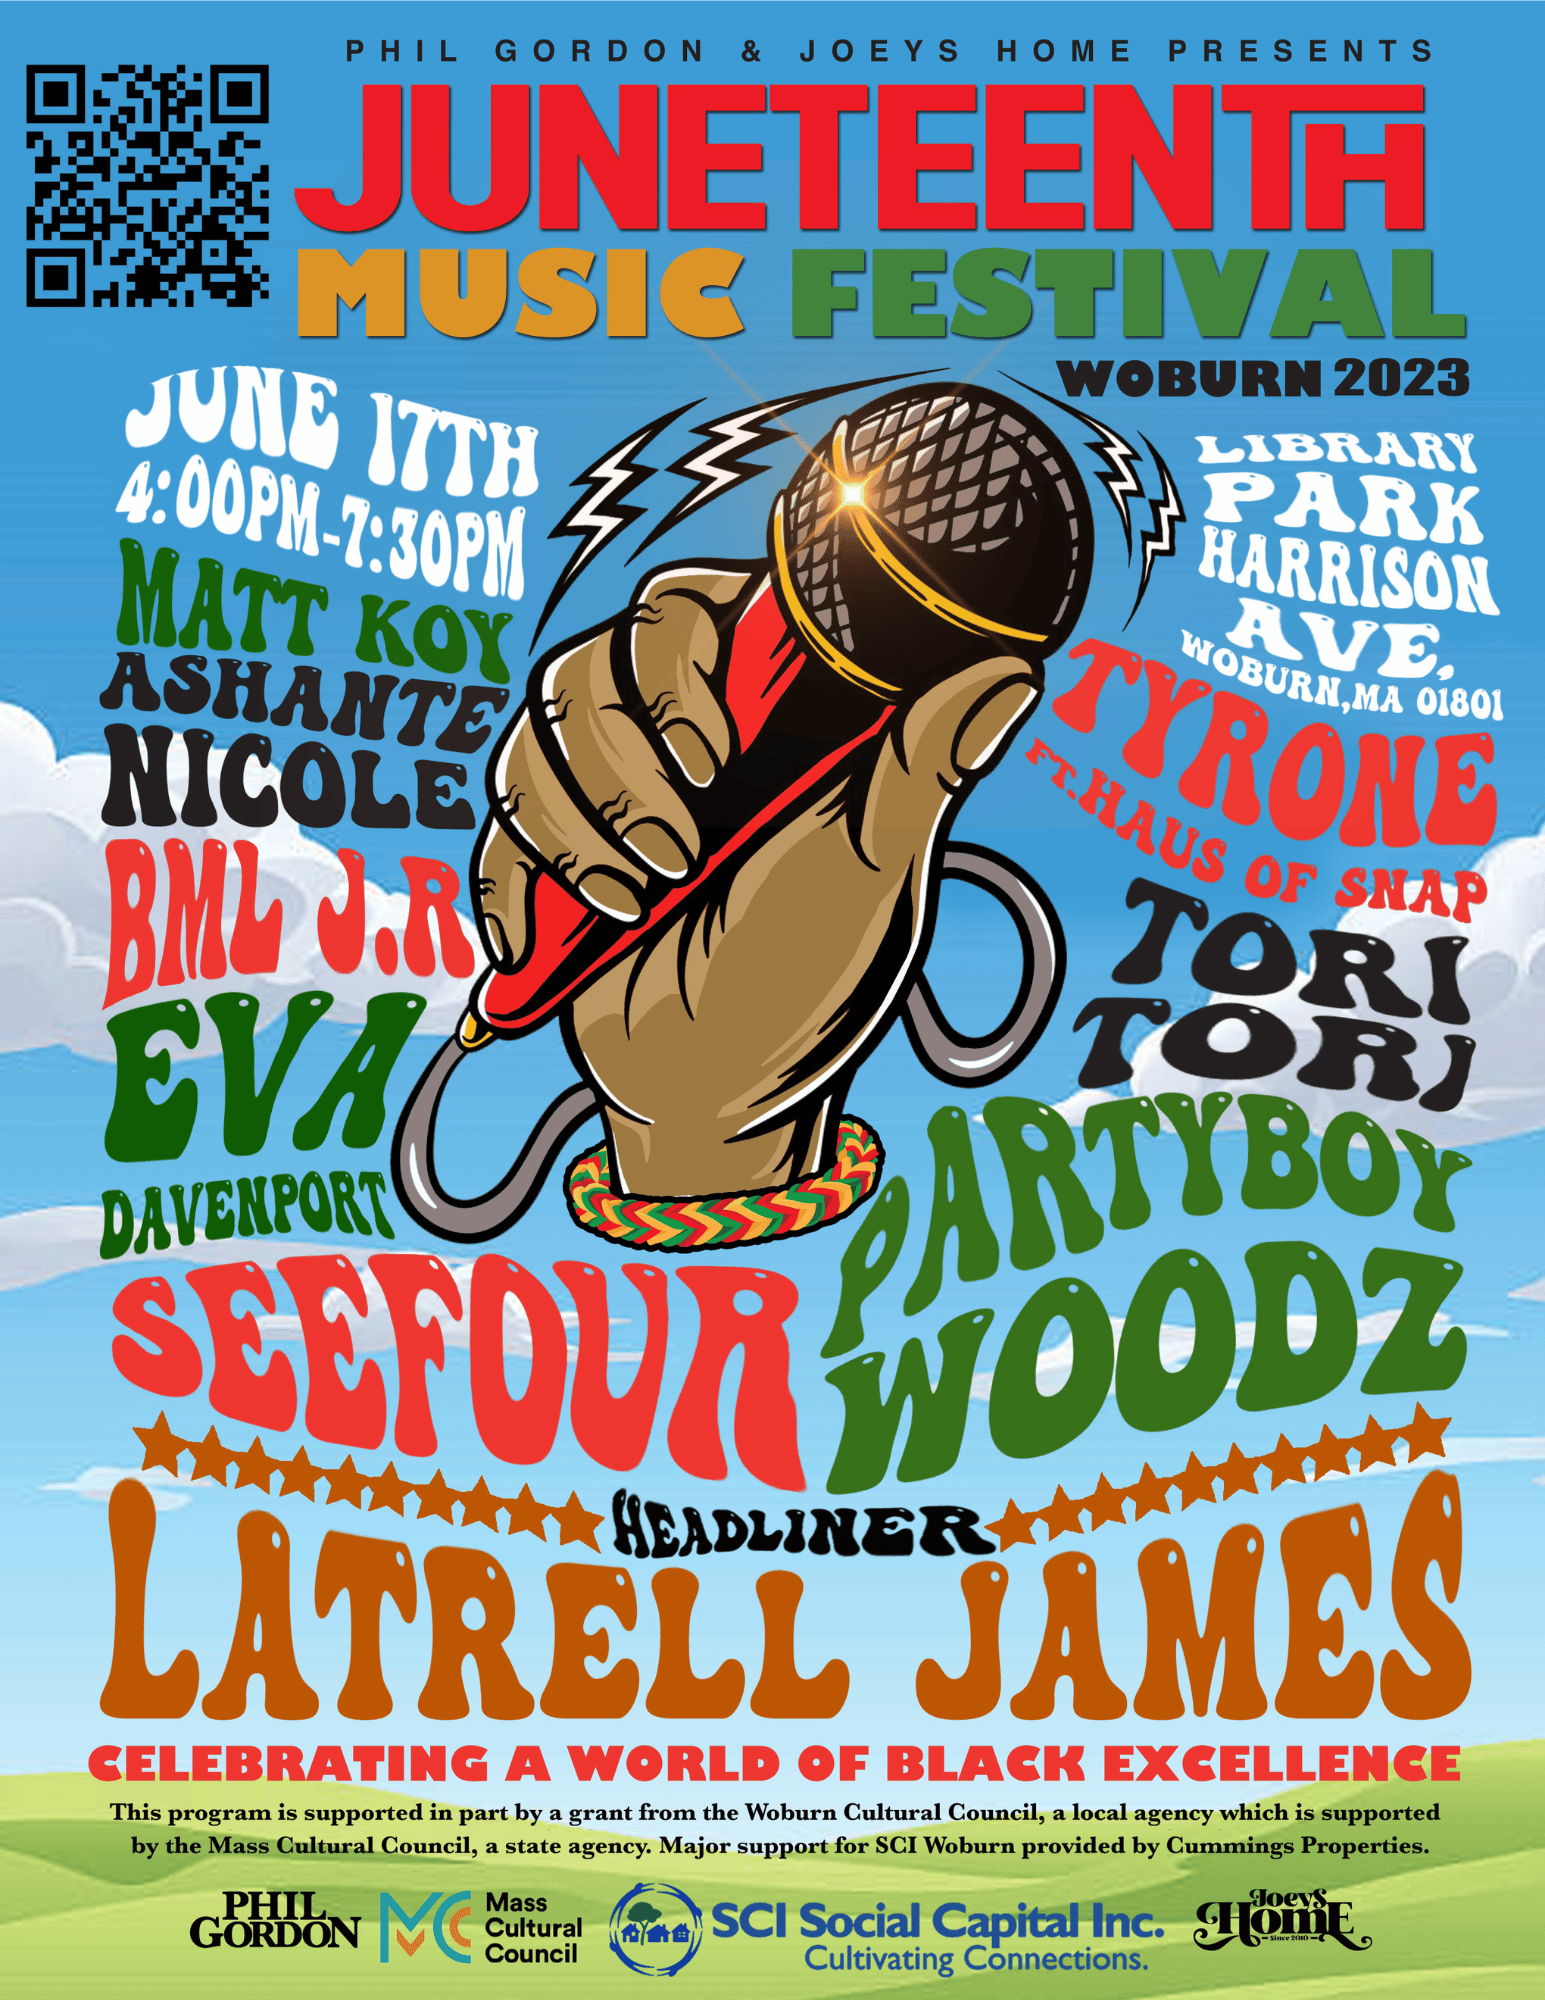 PHIL GORDON & JOEYS HOME PRESENTS
JUNETEENTH
MUSIC FESTIVAL
WOBURN 2023
JUNE 17TH
4:00PM-7:30PM
MATT KOY
ASHANTE
NICOLE
BML J.R
EVA
DAVENPORT
SEEFOUR
LIBRARY
PARK
HARRISON
AVE,
WOBURN,MA 01801
TYRONE
FT.HAUS OF SNAP
TORI
TORI
PARTYBOY
WOODZ
HEADLINER
LATRELL JAMES
CELEBRATING A WORLD OF BLACK EXCELLENCE
This program is supported in part by a grant from the Woburn Cultural Council, a local agency which is supported
by the Mass Cultural Council, a state agency. Major support for SCI Woburn provided by Cummings Properties.
PHIL
GORDON
MCC
Mass
Cultural
Council
SCI Social Capital Inc.
Cultivating Connections.
JOEYS
HOME
Since 2010